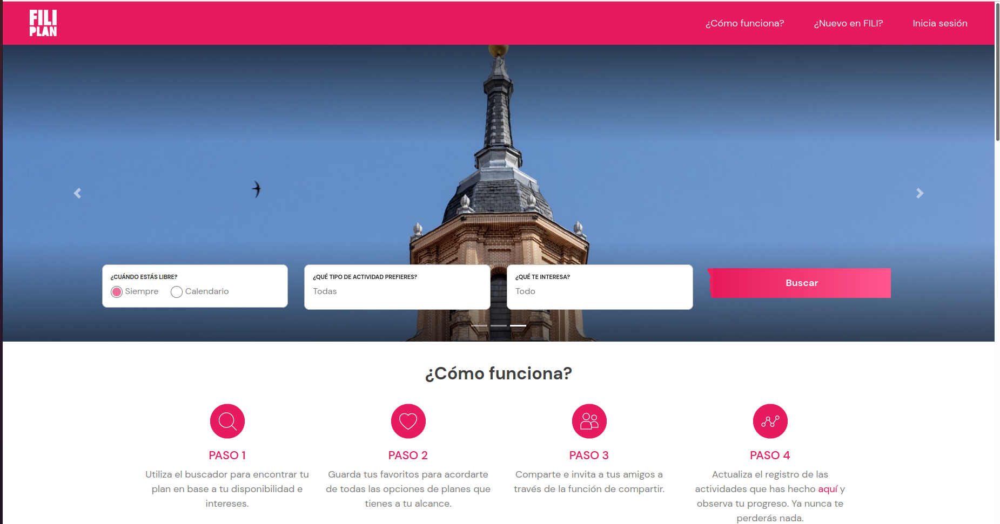 FILI
PLAN
¿Cómo funciona?
¿Nuevo en FILI?
Inicia sesión
¿CUÁNDO ESTÁS LIBRE?
Siempre
Calendario
¿QUÉ TIPO DE ACTIVIDAD PREFIERES?
Todas
¿QUÉ TE INTERESA?
Todo
Buscar
¿Cómo funciona?
PASO 1
Utiliza el buscador para encontrar tu
plan en base a tu disponibilidad e
intereses.
PASO 2
Guarda tus favoritos para acordarte
de todas las opciones de planes que
tienes a tu alcance.
PASO 3
Comparte e invita a tus amigos a
través de la función de compartir.
PASO 4
Actualiza el registro de las
actividades que has hecho aquí y
observa tu progreso. Ya nunca te
perderás nada.